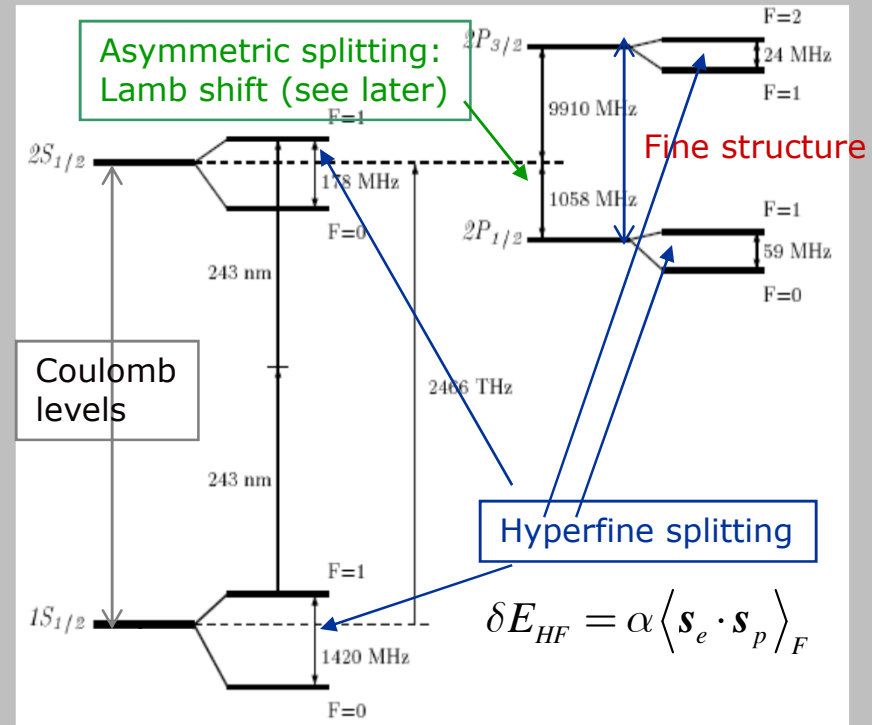 Asymmetric splitting:
Lamb shift (see later)
2P3/2
F=2
24 MHz
F=1
9910 MHz
Fine structure
F=1
2S1/2
178 MHz
F=0
1058 MHz
2P1/2
F=1
59 MHz
F=0
243 nm
Coulomb
levels
2466 THz
243 nm
Hyperfine splitting
F=1
1S1/2
1420 MHz
F=0
δE_HF = α⟨s_e · s_p⟩_F